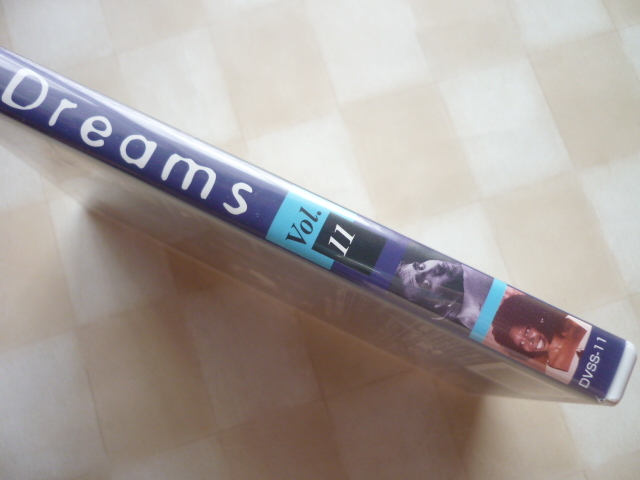 Dreams
Vol.
11
DVSS-11